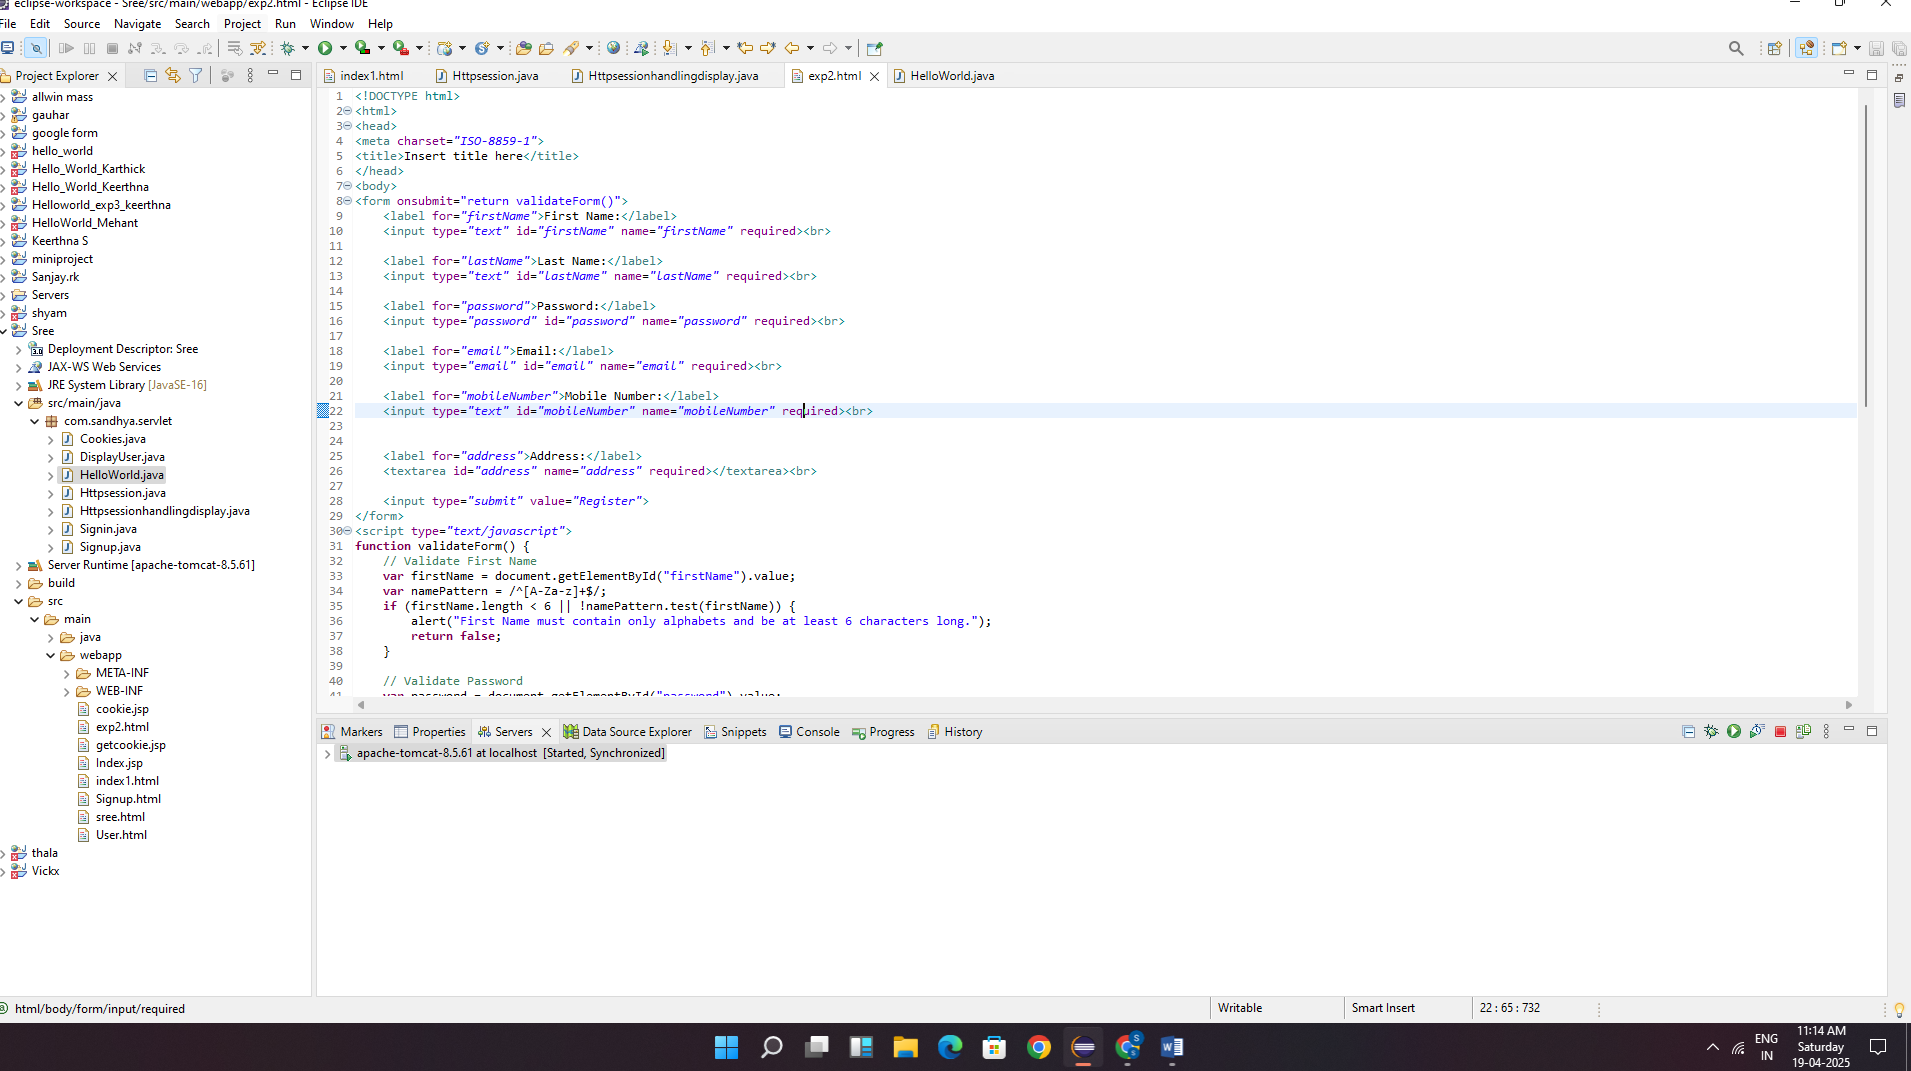 eclipse-workspace - Sree/src/main/webapp/exp2.html - Eclipse IDE
File Edit Source Navigate Search Project Run Window Help
Project Explorer
allwin mass
gauhar
google form
hello_world
Hello_World_Karthick
Hello_World_Keerthna
Helloworld_exp3_keerthna
HelloWorld_Mehant
Keerthna S
miniproject
Sanjay.rk
Servers
shyam
Sree
Deployment Descriptor: Sree
JAX-WS Web Services
JRE System Library [JavaSE-16]
src/main/java
com.sandhya.servlet
Cookies.java
DisplayUser.java
HelloWorld.java
Httpsession.java
Httpsessionhandlingdisplay.java
Signin.java
Signup.java
Server Runtime [apache-tomcat-8.5.61]
build
src
main
java
webapp
META-INF
WEB-INF
cookie.jsp
exp2.html
getcookie.jsp
Index.jsp
index1.html
Signup.html
sree.html
User.html
thala
Vickx
index1.html Httpsession.java Httpsessionhandlingdisplay.java exp2.html HelloWorld.java
1 <!DOCTYPE html>
2 <html>
3 <head>
4 <meta charset="ISO-8859-1">
5 <title>Insert title here</title>
6 </head>
7 <body>
8 <form onsubmit="return validateForm()">
9 <label for="firstName">First Name:</label>
10 <input type="text" id="firstName" name="firstName" required><br>
11
12 <label for="lastName">Last Name:</label>
13 <input type="text" id="lastName" name="lastName" required><br>
14
15 <label for="password">Password:</label>
16 <input type="password" id="password" name="password" required><br>
17
18 <label for="email">Email:</label>
19 <input type="email" id="email" name="email" required><br>
20
21 <label for="mobileNumber">Mobile Number:</label>
22 <input type="text" id="mobileNumber" name="mobileNumber" required><br>
23
24
25 <label for="address">Address:</label>
26 <textarea id="address" name="address" required></textarea><br>
27
28 <input type="submit" value="Register">
29 </form>
30 <script type="text/javascript">
31 function validateForm() {
32 // Validate First Name
33 var firstName = document.getElementById("firstName").value;
34 var namePattern = /^[A-Za-z]+$/;
35 if (firstName.length < 6 || !namePattern.test(firstName)) {
36 alert("First Name must contain only alphabets and be at least 6 characters long.");
37 return false;
38 }
39
40 // Validate Password
41 var password = document.getElementById("password").value;
Markers Properties Servers Data Source Explorer Snippets Console Progress History
apache-tomcat-8.5.61 at localhost [Started, Synchronized]
html/body/form/input/required
Writable Smart Insert 22 : 65 : 732
ENG
IN
11:14 AM
Saturday
19-04-2025